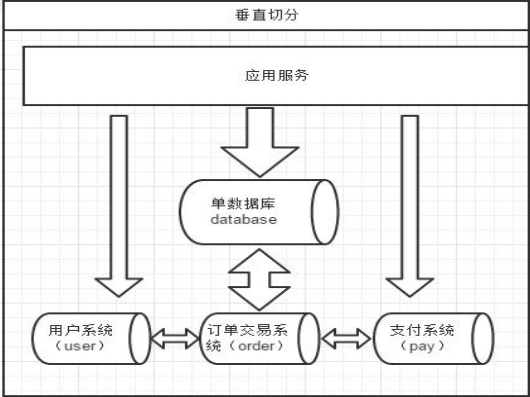 垂直切分
应用服务
单数据库
database
用户系统
（user）
订单交易系
统（order）
支付系统
（pay）